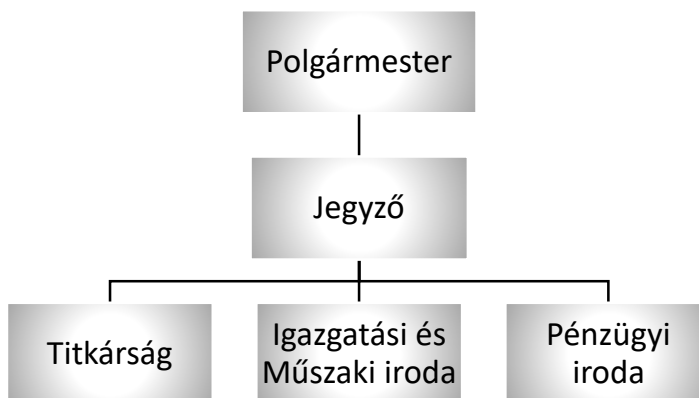 Polgármester
Jegyző
Titkárság
Igazgatási és
Műszaki iroda
Pénzügyi
iroda